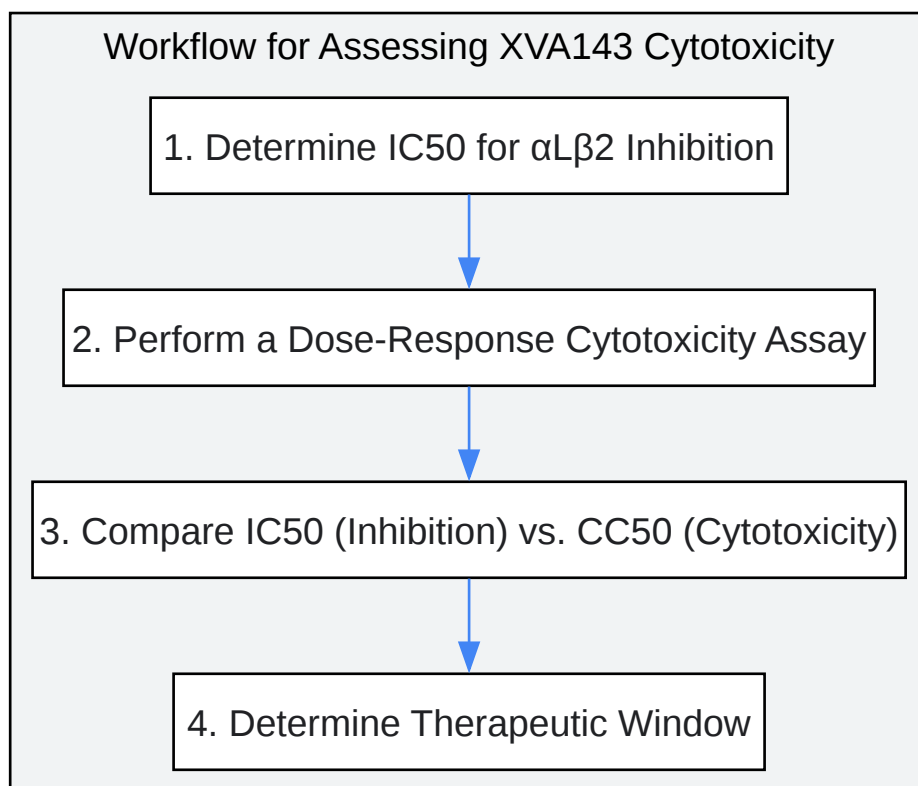 Workflow for Assessing XVA143 Cytotoxicity
1. Determine IC50 for αLβ2 Inhibition
2. Perform a Dose-Response Cytotoxicity Assay
3. Compare IC50 (Inhibition) vs. CC50 (Cytotoxicity)
4. Determine Therapeutic Window